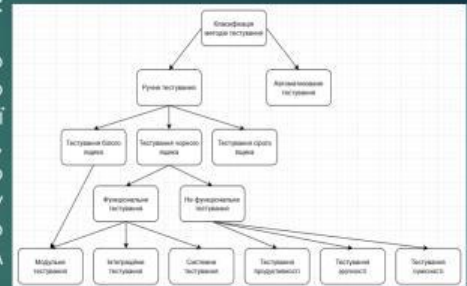 Класифікація
методів тестування
Ручне тестування
Автоматизоване
тестування
Тестування білого
ящика
Тестування чорного
ящика
Тестування сірого
ящика
Функціональне
тестування
Не функціональне
тестування
Модульне
тестування
Інтеграційне
тестування
Системне
тестування
Тестування
продуктивності
Тестування
зручності
Тестування
сумісності